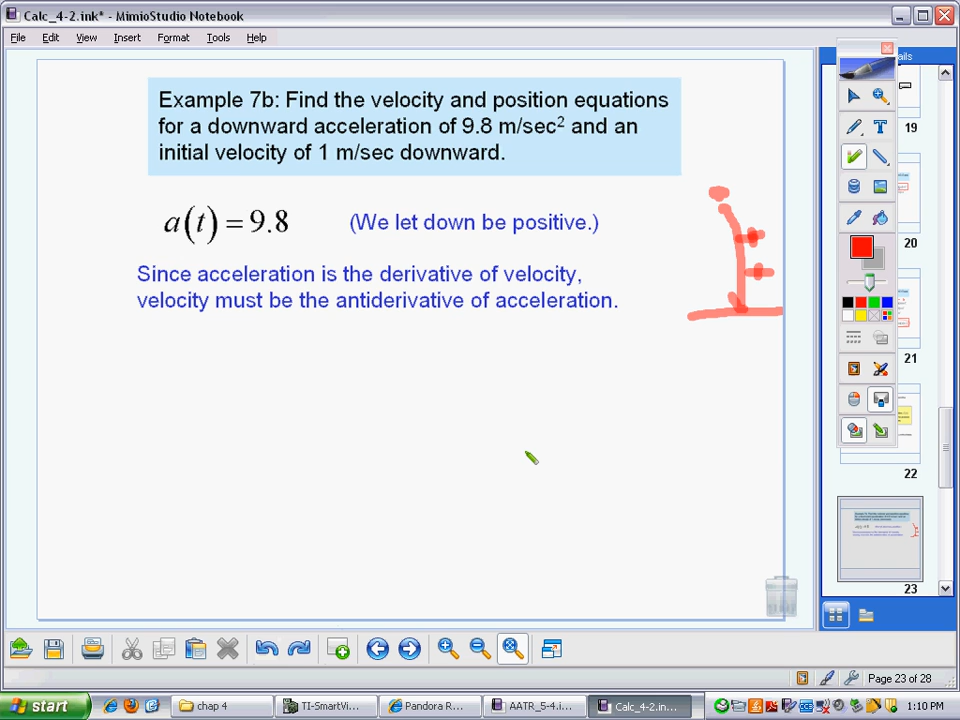 Calc_4-2.ink* - MimioStudio Notebook
File Edit View Insert Format Tools Help
Example 7b: Find the velocity and position equations
for a downward acceleration of 9.8 m/sec² and an
initial velocity of 1 m/sec downward.
a(t) = 9.8 (We let down be positive.)
Since acceleration is the derivative of velocity,
velocity must be the antiderivative of acceleration.
ails
19
20
21
22
23
Page 23 of 28
start
chap 4
TI-SmartVi...
Pandora R...
AATR_5-4.i...
Calc_4-2.in...
1:10 PM